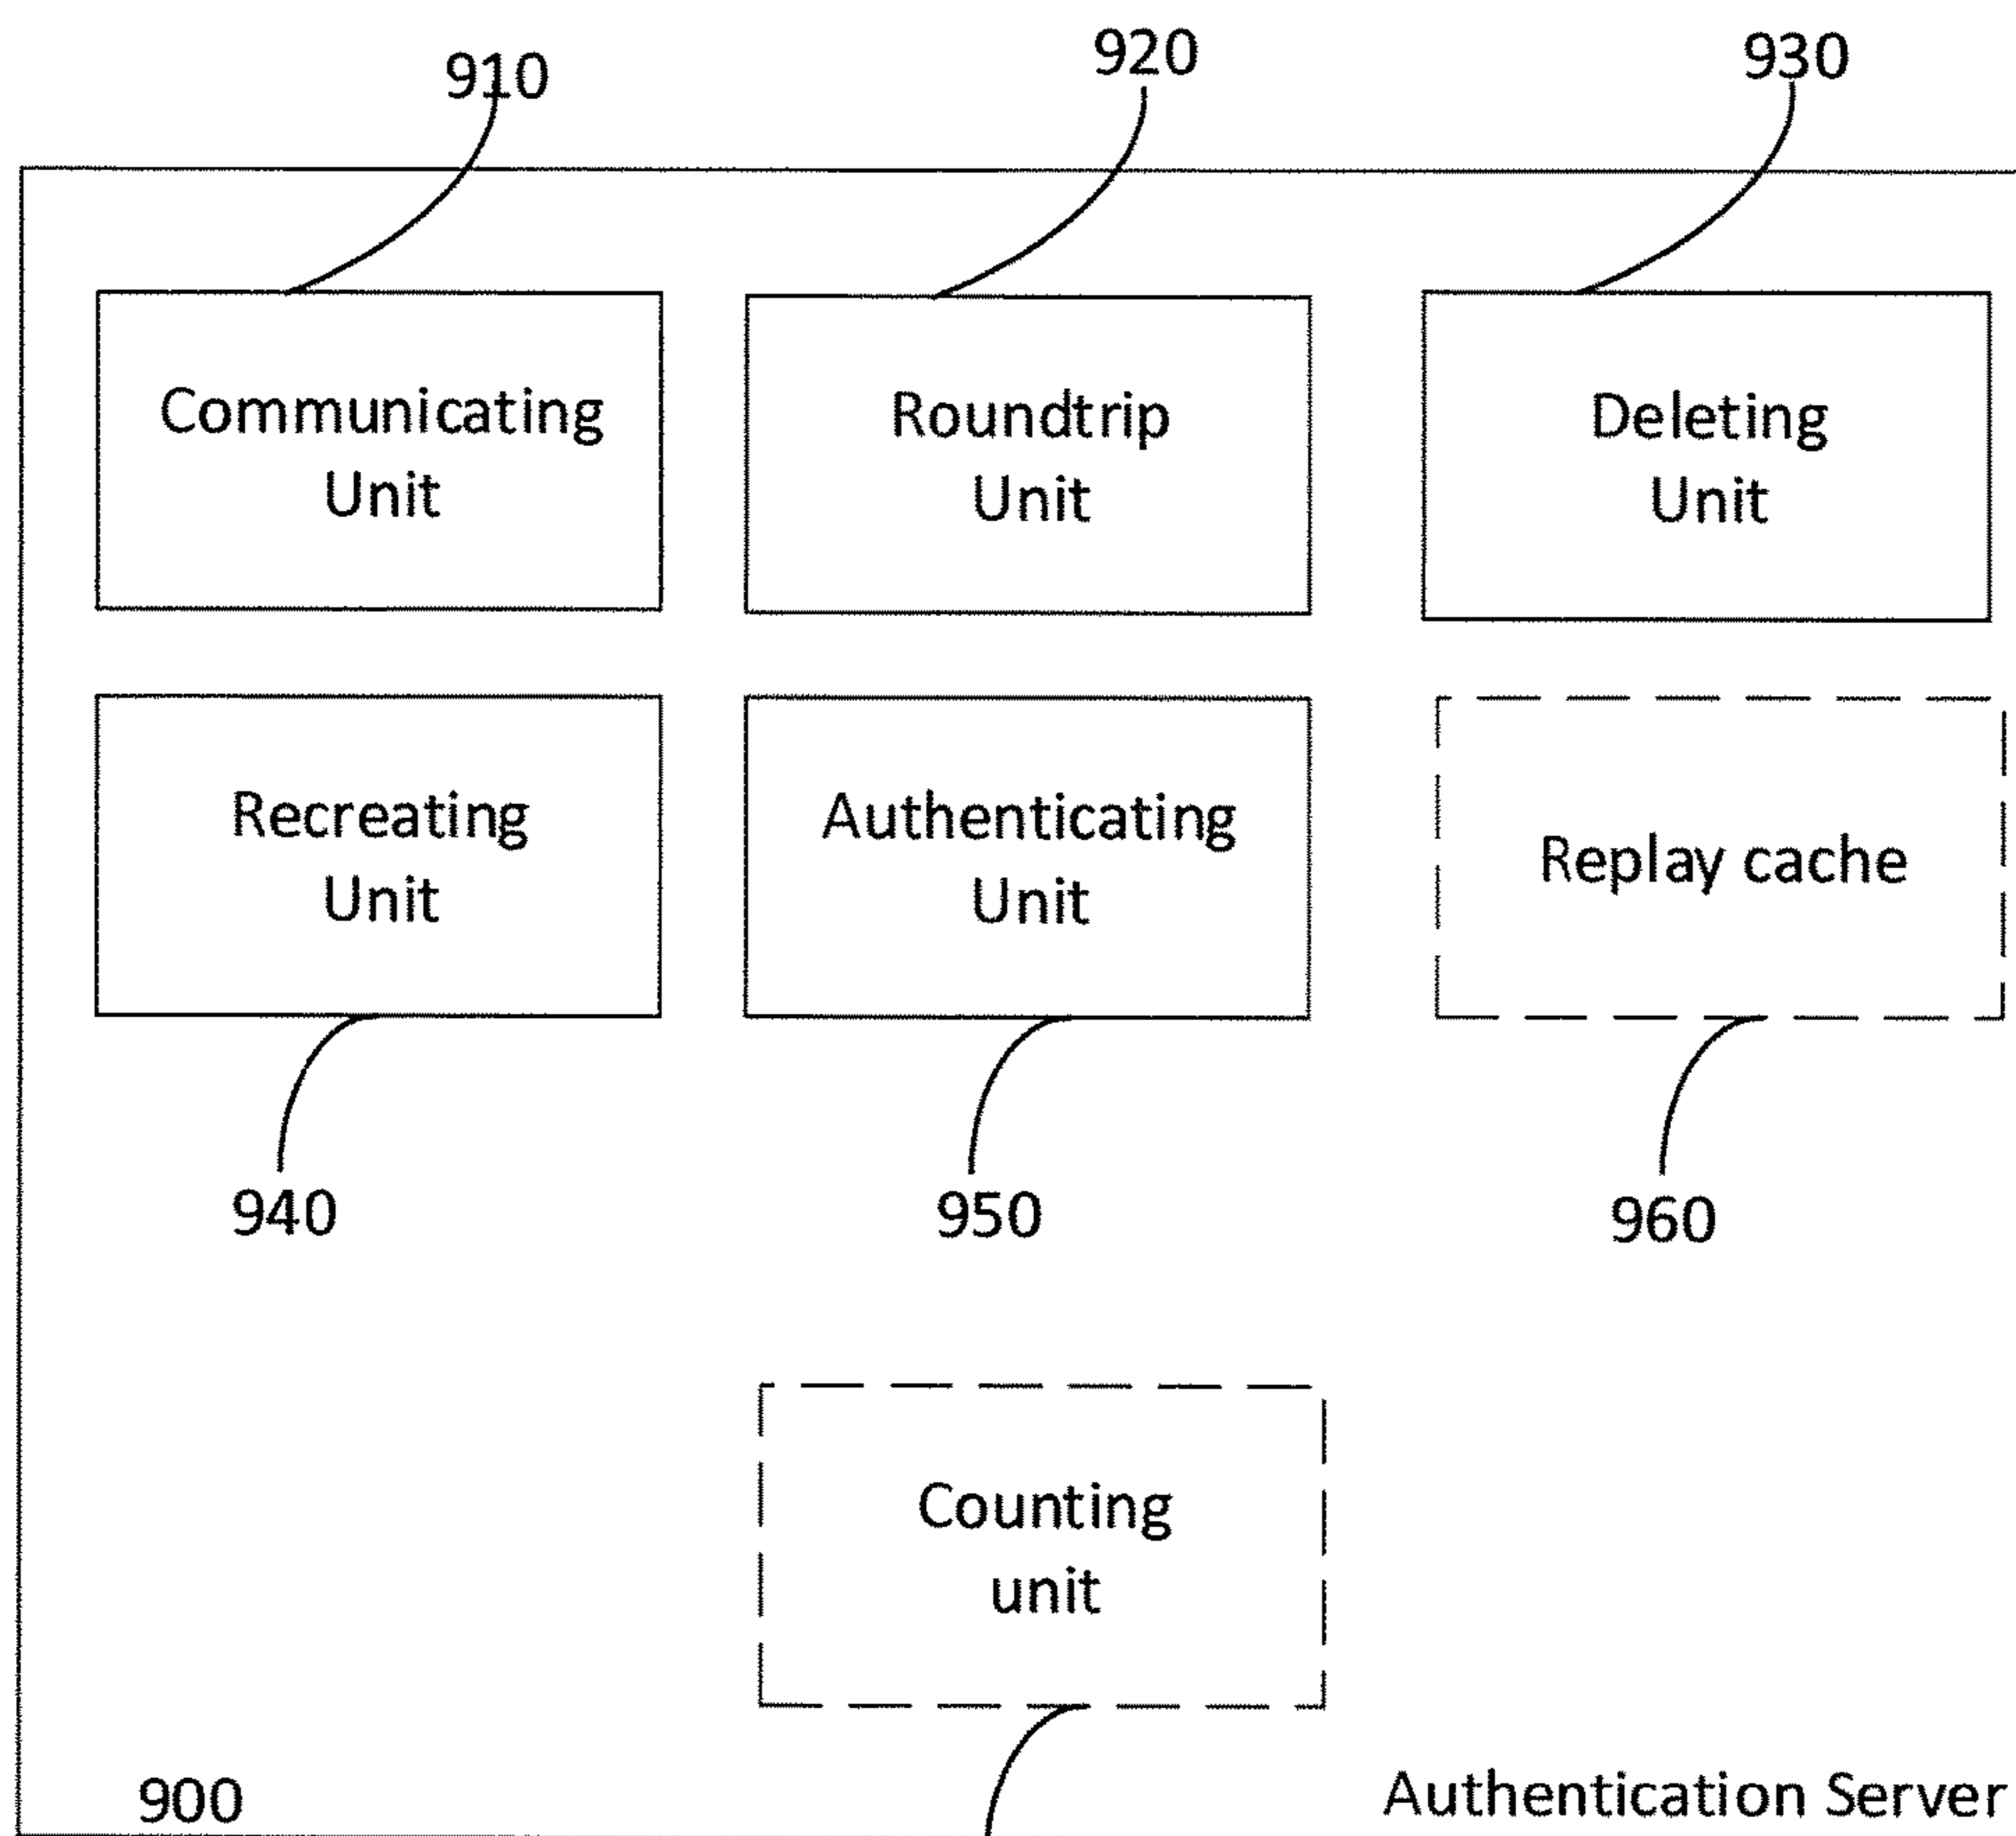 910
920
930
Communicating
Unit
Roundtrip
Unit
Deleting
Unit
Recreating
Unit
Authenticating
Unit
Replay cache
940
950
960
Counting
unit
900
Authentication Server